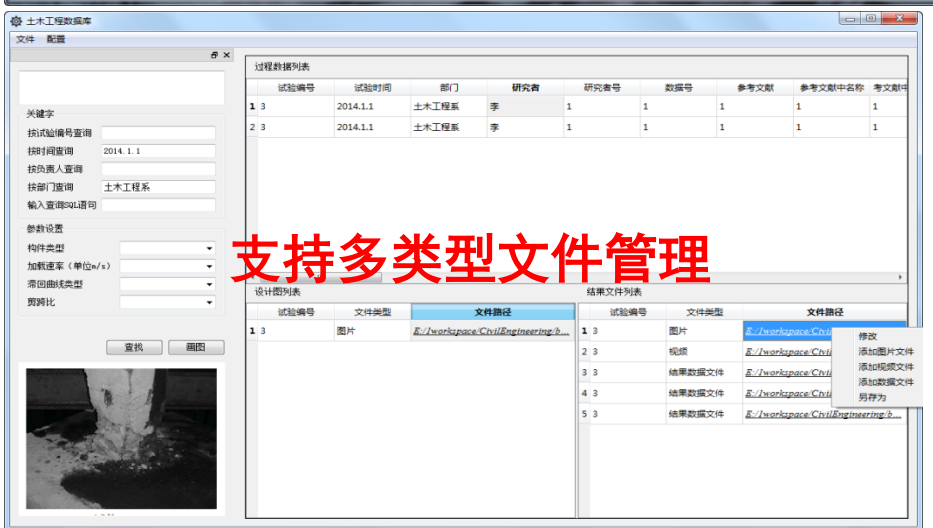 土木工程数据库
文件 配置
关键字
按试验编号查询
按时间查询 2014.1.1
按负责人查询
按部门查询 土木工程系
输入查询SQL语句
参数设置
构件类型
加载速率（单位m/s）
滞回曲线类型
剪跨比
查找 画图
过程数据列表
试验编号 试验时间 部门 研究者 研究者号 数据号 参考文献 参考文献中名称 考文献中
1 3 2014.1.1 土木工程系 李 1 1 1 1 1
2 3 2014.1.1 土木工程系 李 1 1 1 1 1
支持多类型文件管理
设计图列表
试验编号 文件类型 文件路径
1 3 图片 E:/1workspace/CivilEngineering/b...
结果文件列表
试验编号 文件类型 文件路径
1 3 图片 E:/1workspace/Civil
2 3 视频 E:/1workspace/Civil
3 3 结果数据文件 E:/1workspace/Civil
4 3 结果数据文件 E:/1workspace/Civil
5 3 结果数据文件 E:/1workspace/CivilEngineering/b...
修改
添加图片文件
添加视频文件
添加数据文件
另存为